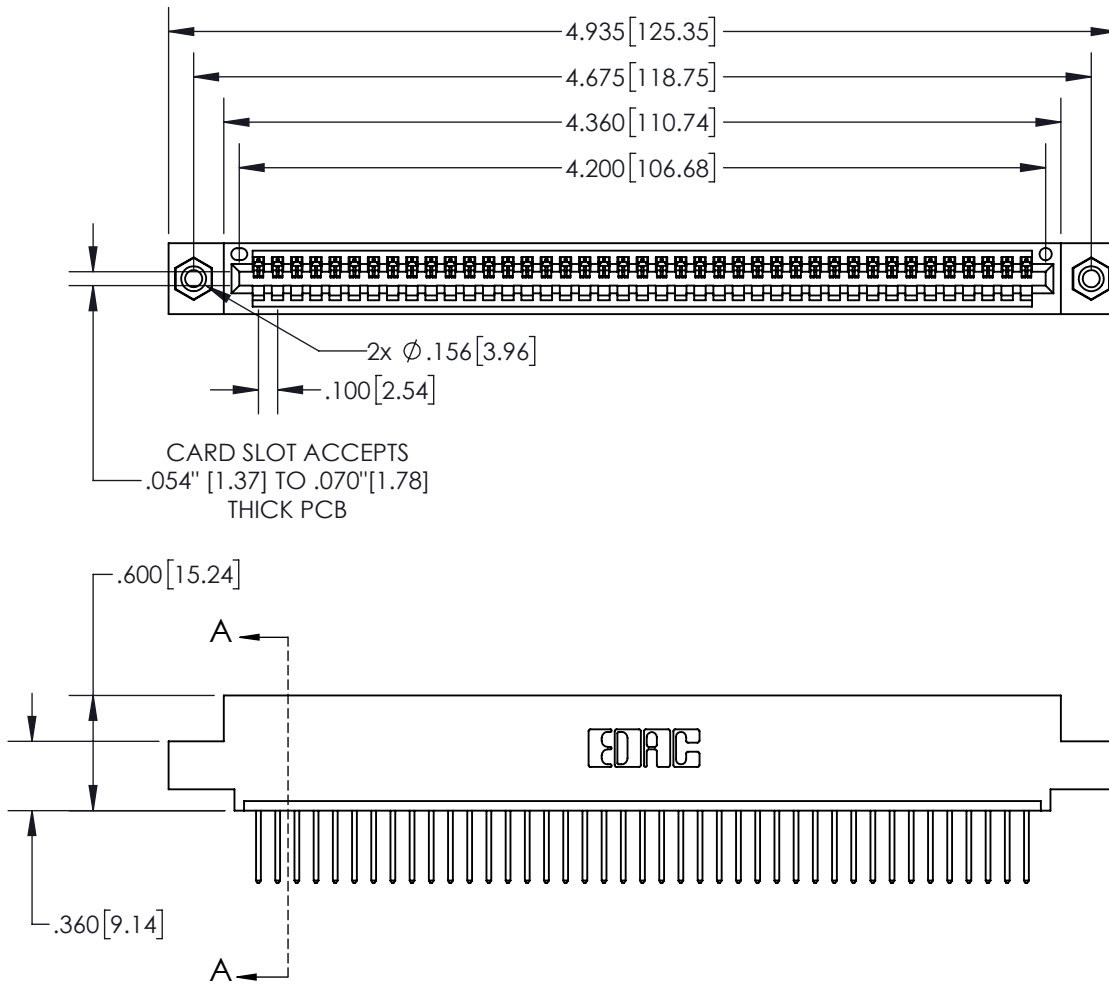 4.935[125.35]
4.675[118.75]
4.360[110.74]
4.200[106.68]
2x ∅ .156[3.96]
.100[2.54]
CARD SLOT ACCEPTS
.054" [1.37] TO .070"[1.78]
THICK PCB
.600[15.24]
A
EDAC
.360[9.14]
A